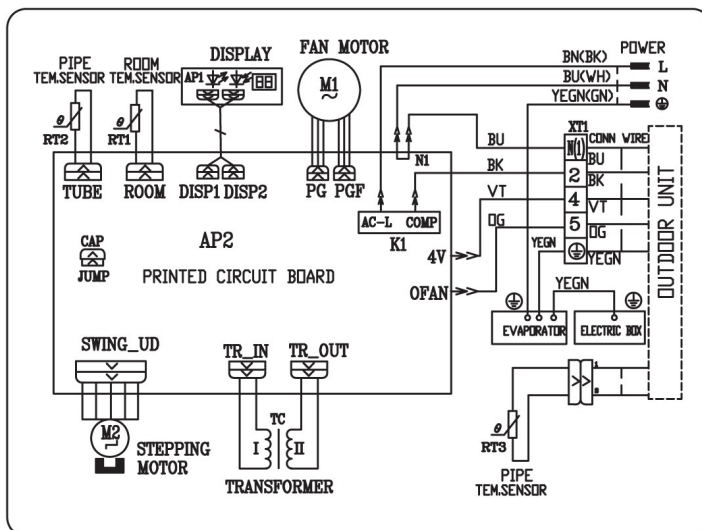 PIPE
TEM.SENSOR
RT2
TUBE
ROOM
TEM.SENSOR
RT1
ROOM
DISPLAY
AP1
DISP1 DISP2
FAN MOTOR
M1
~
PG PGF
N1
AC-L COMP
K1
4V
OFAN
AP2
PRINTED CIRCUIT BOARD
CAP
JUMP
SWING_UD
M2
STEPPING
MOTOR
TR_IN TR_OUT
TC
I II
TRANSFORMER
POWER
BN(BK) L
BU(WH) N
YEGN(GN)
XT1
CONN WIRE
BU N(1) BU
BK 2 BK
VT 4 VT
OG 5 OG
YEGN YEGN
YEGN
EVAPORATOR
ELECTRIC BOX
OUTDOOR UNIT
1
θ
RT3
PIPE
TEM.SENSOR